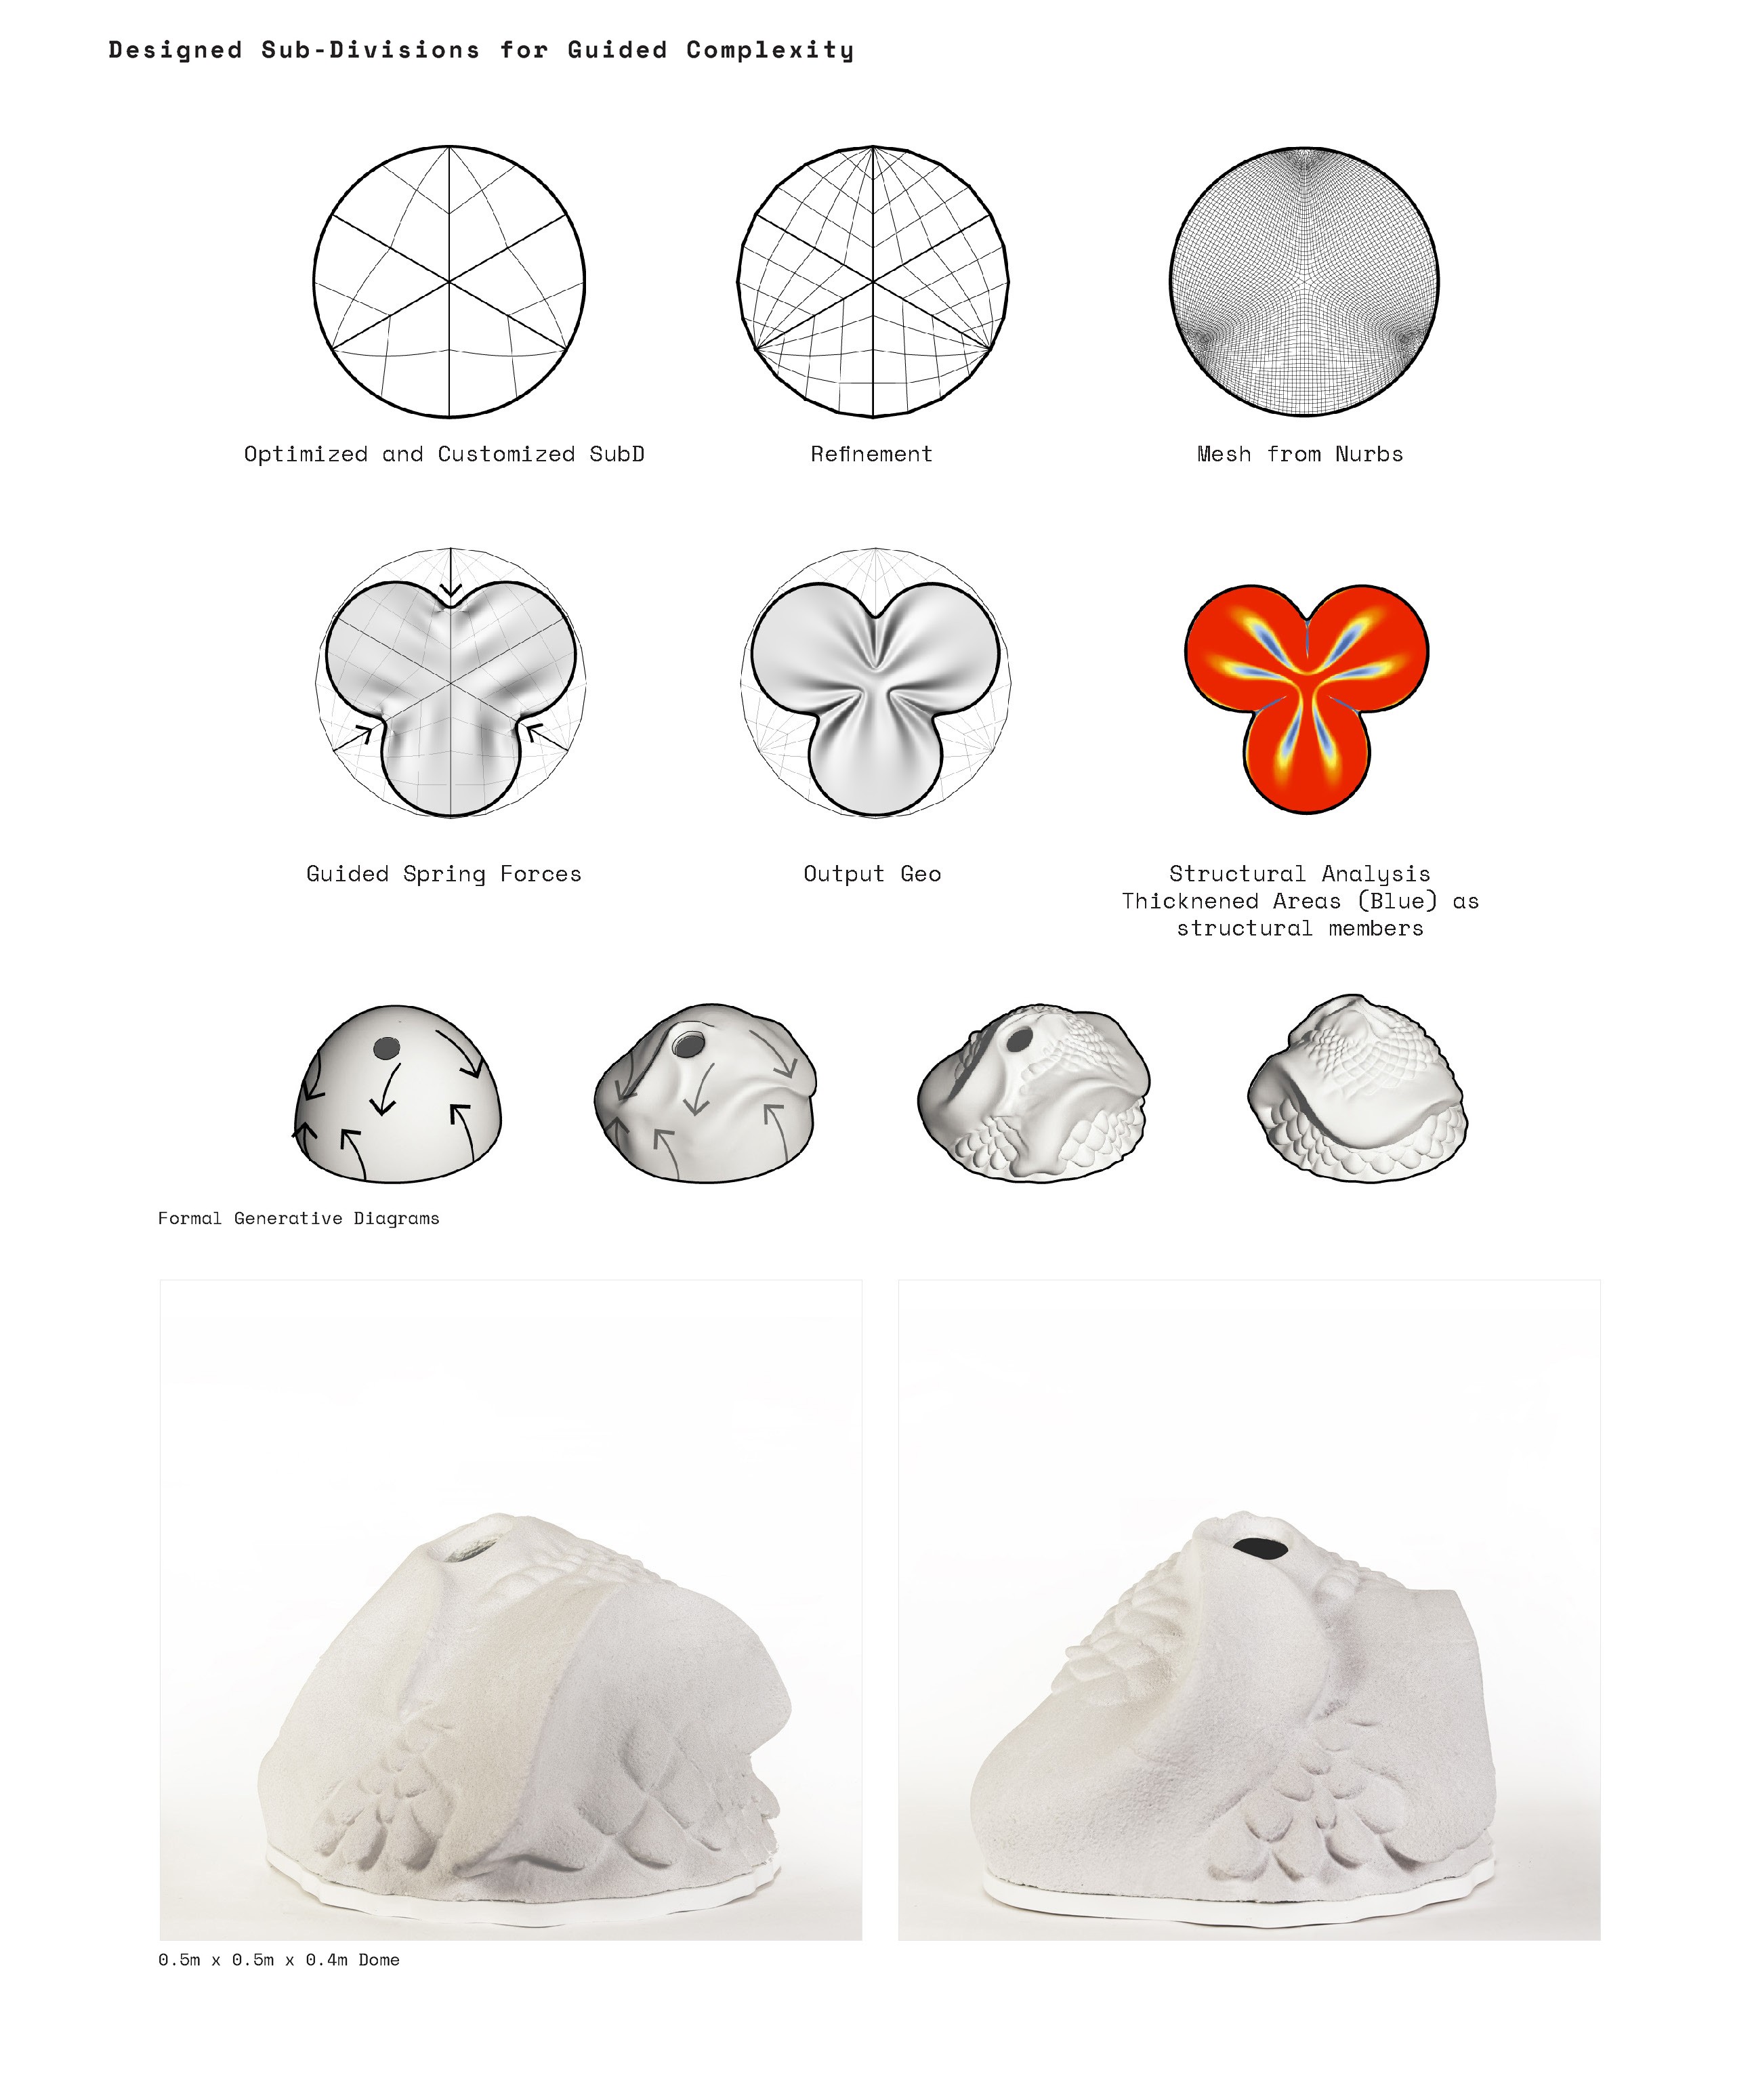 Designed Sub-Divisions for Guided Complexity
Optimized and Customized SubD
Refinement
Mesh from Nurbs
Guided Spring Forces
Output Geo
Structural Analysis
Thicknened Areas (Blue) as
structural members
Formal Generative Diagrams
0.5m x 0.5m x 0.4m Dome